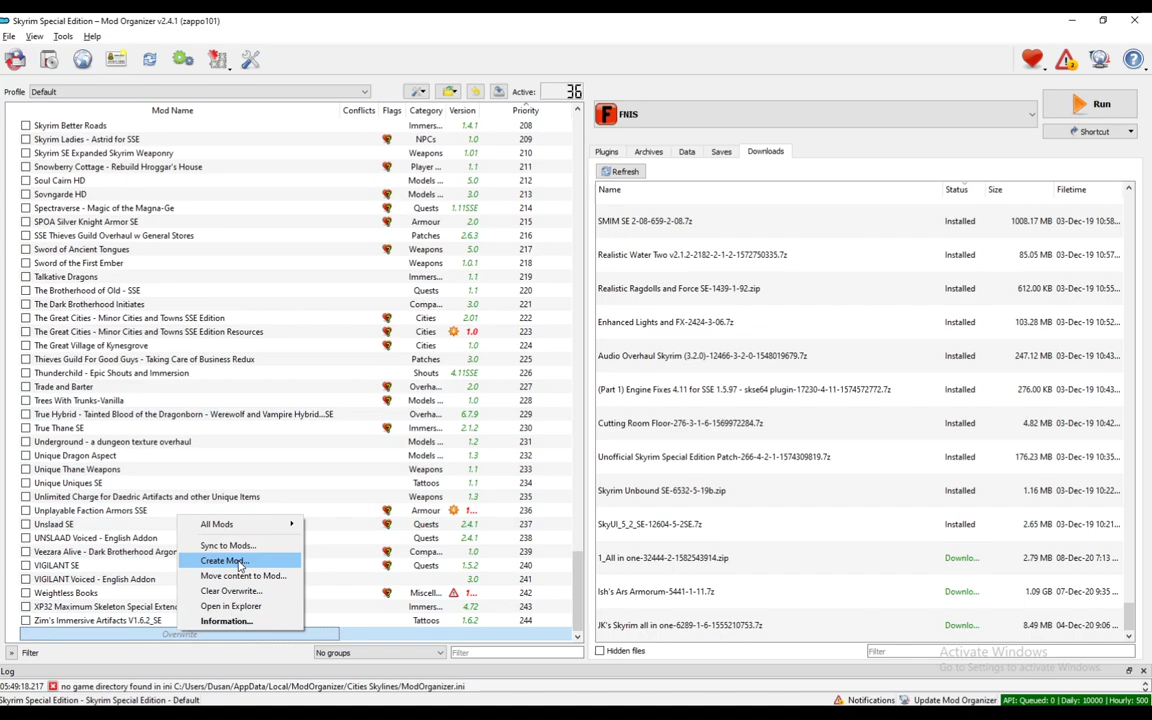 Skyrim Special Edition – Mod Organizer v2.4.1 (zappo101)
File View Tools Help
Profile Default Active: 36
Mod Name Conflicts Flags Category Version Priority
Skyrim Better Roads Immers... 1.4.1 208
Skyrim Ladies - Astrid for SSE NPCs 1.0 209
Skyrim SE Expanded Skyrim Weaponry Weapons 1.01 210
Snowberry Cottage - Rebuild Hroggar's House Player ... 1.1 211
Soul Cairn HD Models ... 5.0 212
Sovngarde HD Models ... 3.0 213
Spectraverse - Magic of the Magna-Ge Quests 1.11SSE 214
SPOA Silver Knight Armor SE Armour 2.0 215
SSE Thieves Guild Overhaul w General Stores Patches 2.6.3 216
Sword of Ancient Tongues Weapons 5.0 217
Sword of the First Ember Weapons 1.0.1 218
Talkative Dragons Immers... 1.1 219
The Brotherhood of Old - SSE Quests 1.1 220
The Dark Brotherhood Initiates Compa... 3.0 221
The Great Cities - Minor Cities and Towns SSE Edition Cities 2.01 222
The Great Cities - Minor Cities and Towns SSE Edition Resources Cities 1.0 223
The Great Village of Kynesgrove Cities 1.0 224
Thieves Guild For Good Guys - Taking Care of Business Redux Patches 3.0 225
Thunderchild - Epic Shouts and Immersion Shouts 4.11SSE 226
Trade and Barter Overha... 2.0 227
Trees With Trunks-Vanilla Models ... 1.0 228
True Hybrid - Tainted Blood of the Dragonborn - Werewolf and Vampire Hybrid...SE Overha... 6.7.9 229
True Thane SE Immers... 2.1.2 230
Underground - a dungeon texture overhaul Models ... 1.2 231
Unique Dragon Aspect Models ... 1.3 232
Unique Thane Weapons Weapons 1.1 233
Unique Uniques SE Tattoos 1.1 234
Unlimited Charge for Daedric Artifacts and other Unique Items Weapons 1.3 235
Unplayable Faction Armors SSE Armour 1... 236
Unslaad SE Quests 2.4.1 237
UNSLAAD Voiced - English Addon Quests 2.4.1 238
Veezara Alive - Dark Brotherhood Argon Compa... 1.0 239
VIGILANT SE Quests 1.5.2 240
VIGILANT Voiced - English Addon 3.0 241
Weightless Books Miscell... 1... 242
XP32 Maximum Skeleton Special Exten Immers... 4.72 243
Zim's Immersive Artifacts V1.6.2_SE Tattoos 1.6.2 244
Overwrite
All Mods
Sync to Mods...
Create Mod...
Move content to Mod...
Clear Overwrite...
Open in Explorer
Information...
» Filter No groups Filter
FNIS
Run
Shortcut
Plugins Archives Data Saves Downloads
Refresh
Name Status Size Filetime
SMIM SE 2-08-659-2-08.7z Installed 1008.17 MB 03-Dec-19 10:58...
Realistic Water Two v2.1.2-2182-2-1-2-1572750335.7z Installed 85.05 MB 03-Dec-19 10:57...
Realistic Ragdolls and Force SE-1439-1-92.zip Installed 612.00 KB 03-Dec-19 10:55...
Enhanced Lights and FX-2424-3-06.7z Installed 103.28 MB 03-Dec-19 10:52...
Audio Overhaul Skyrim (3.2.0)-12466-3-2-0-1548019679.7z Installed 247.12 MB 03-Dec-19 10:43...
(Part 1) Engine Fixes 4.11 for SSE 1.5.97 - skse64 plugin-17230-4-11-1574572772.7z Installed 276.00 KB 03-Dec-19 10:43...
Cutting Room Floor-276-3-1-6-1569972284.7z Installed 4.82 MB 03-Dec-19 10:42...
Unofficial Skyrim Special Edition Patch-266-4-2-1-1574309819.7z Installed 176.23 MB 03-Dec-19 10:35...
Skyrim Unbound SE-6532-5-19b.zip Installed 1.16 MB 03-Dec-19 10:22...
SkyUI_5_2_SE-12604-5-2SE.7z Installed 2.65 MB 03-Dec-19 10:21...
1_All in one-32444-2-1582543914.zip Downlo... 2.79 MB 08-Dec-20 7:13 ...
Ish's Ars Armorum-5441-1-11.7z Downlo... 1.09 GB 07-Dec-20 9:35 ...
JK's Skyrim all in one-6289-1-6-1555210753.7z Downlo... 8.49 MB 04-Dec-20 9:06 ...
Hidden files Filter
Activate Windows
Go to Settings to activate Windows.
Log
05:49:18.217 no game directory found in ini C:/Users/Dusan/AppData/Local/ModOrganizer/Cities Skylines/ModOrganizer.ini
Skyrim Special Edition - Skyrim Special Edition - Default Notifications Update Mod Organizer API: Queued: 0 | Daily: 10000 | Hourly: 500